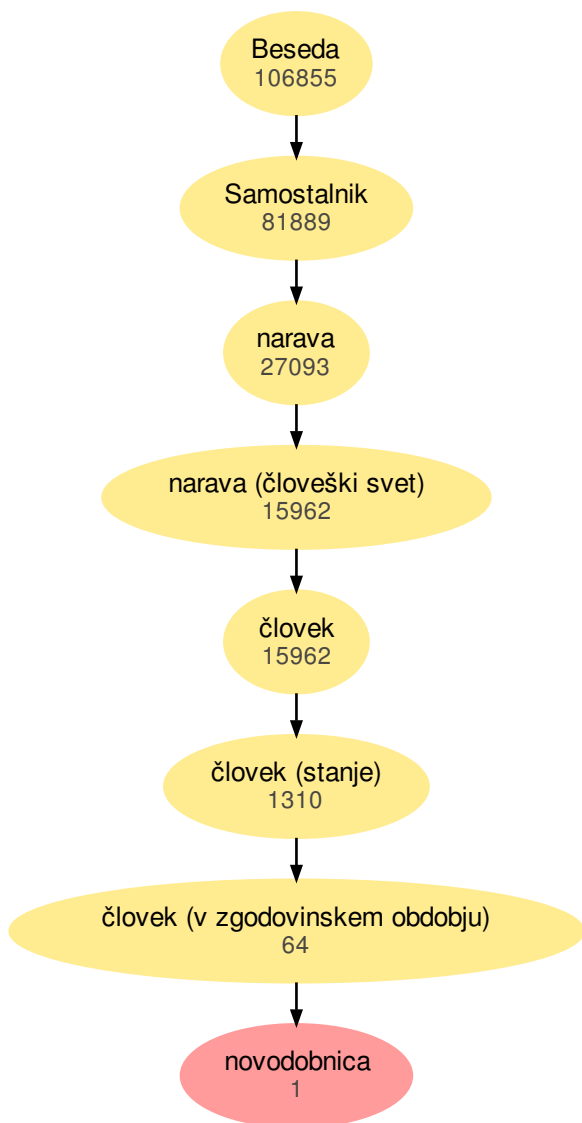 Beseda
106855
Samostalnik
81889
narava
27093
narava (človeški svet)
15962
človek
15962
človek (stanje)
1310
človek (v zgodovinskem obdobju)
64
novodobnica
1